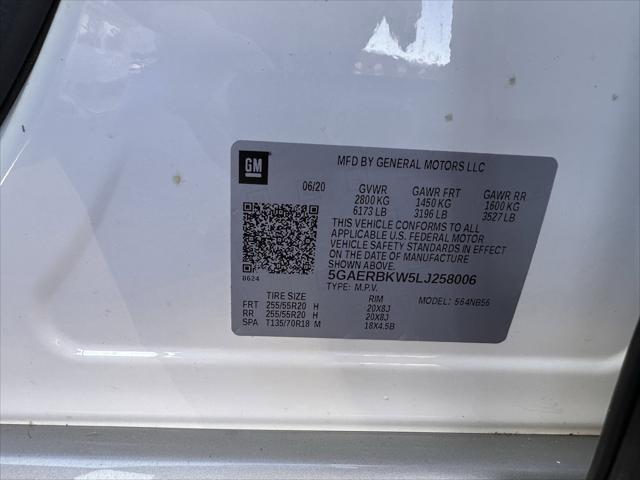 GM
MFD BY GENERAL MOTORS LLC
06/20 GVWR GAWR FRT GAWR RR
2800 KG 1450 KG 1600 KG
6173 LB 3196 LB 3527 LB
THIS VEHICLE CONFORMS TO ALL
APPLICABLE U.S. FEDERAL MOTOR
VEHICLE SAFETY STANDARDS IN EFFECT
ON THE DATE OF MANUFACTURE
SHOWN ABOVE.
8624 5GAERBKW5LJ258006
TYPE: M.P.V. MODEL: 564NB56
TIRE SIZE RIM
FRT 255/55R20 H 20X8J
RR 255/55R20 H 20X8J
SPA T135/70R18 M 18X4.5B